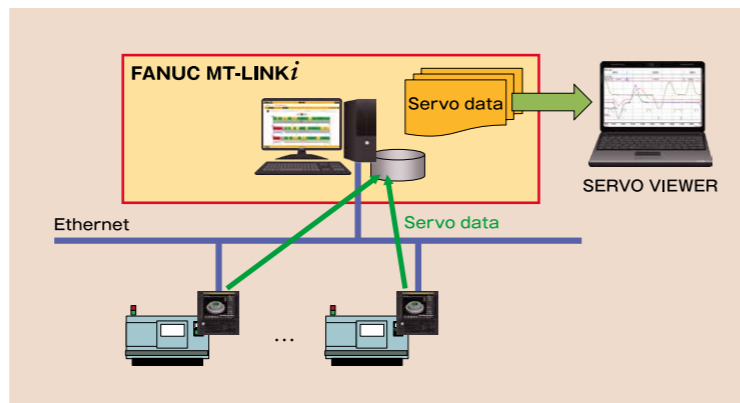 FANUC MT-LINKi
Servo data
SERVO VIEWER
Ethernet
Servo data
...